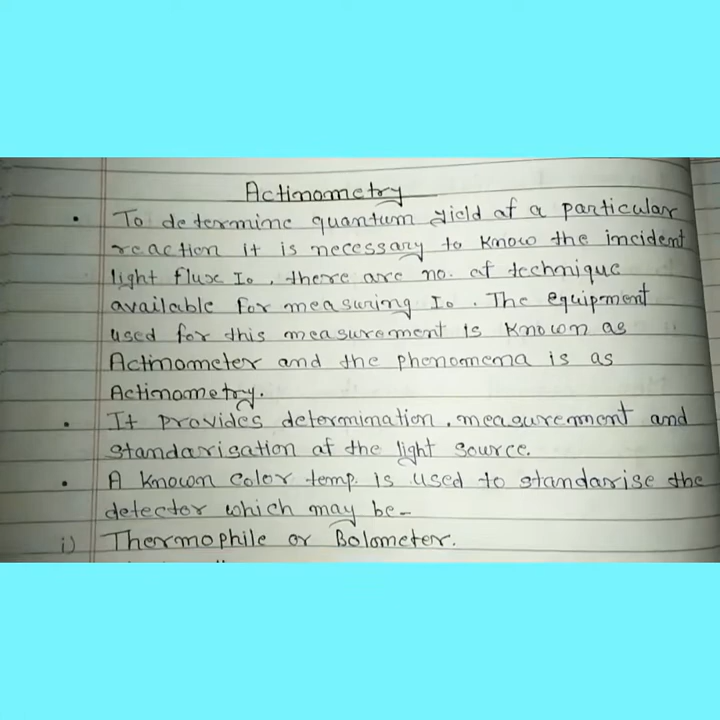 Actinometry
• To determine quantum yield of a particular
reaction it is necessary to know the incident
light flux I₀, there are no. of technique
available for measuring I₀. The equipment
used for this measurement is known as
Actinometer and the phenomena is as
Actinometry.
• It provides determination, measurement and
standarisation of the light source.
• A known color temp. is used to standarise the
detector which may be-
i) Thermophile or Bolometer.